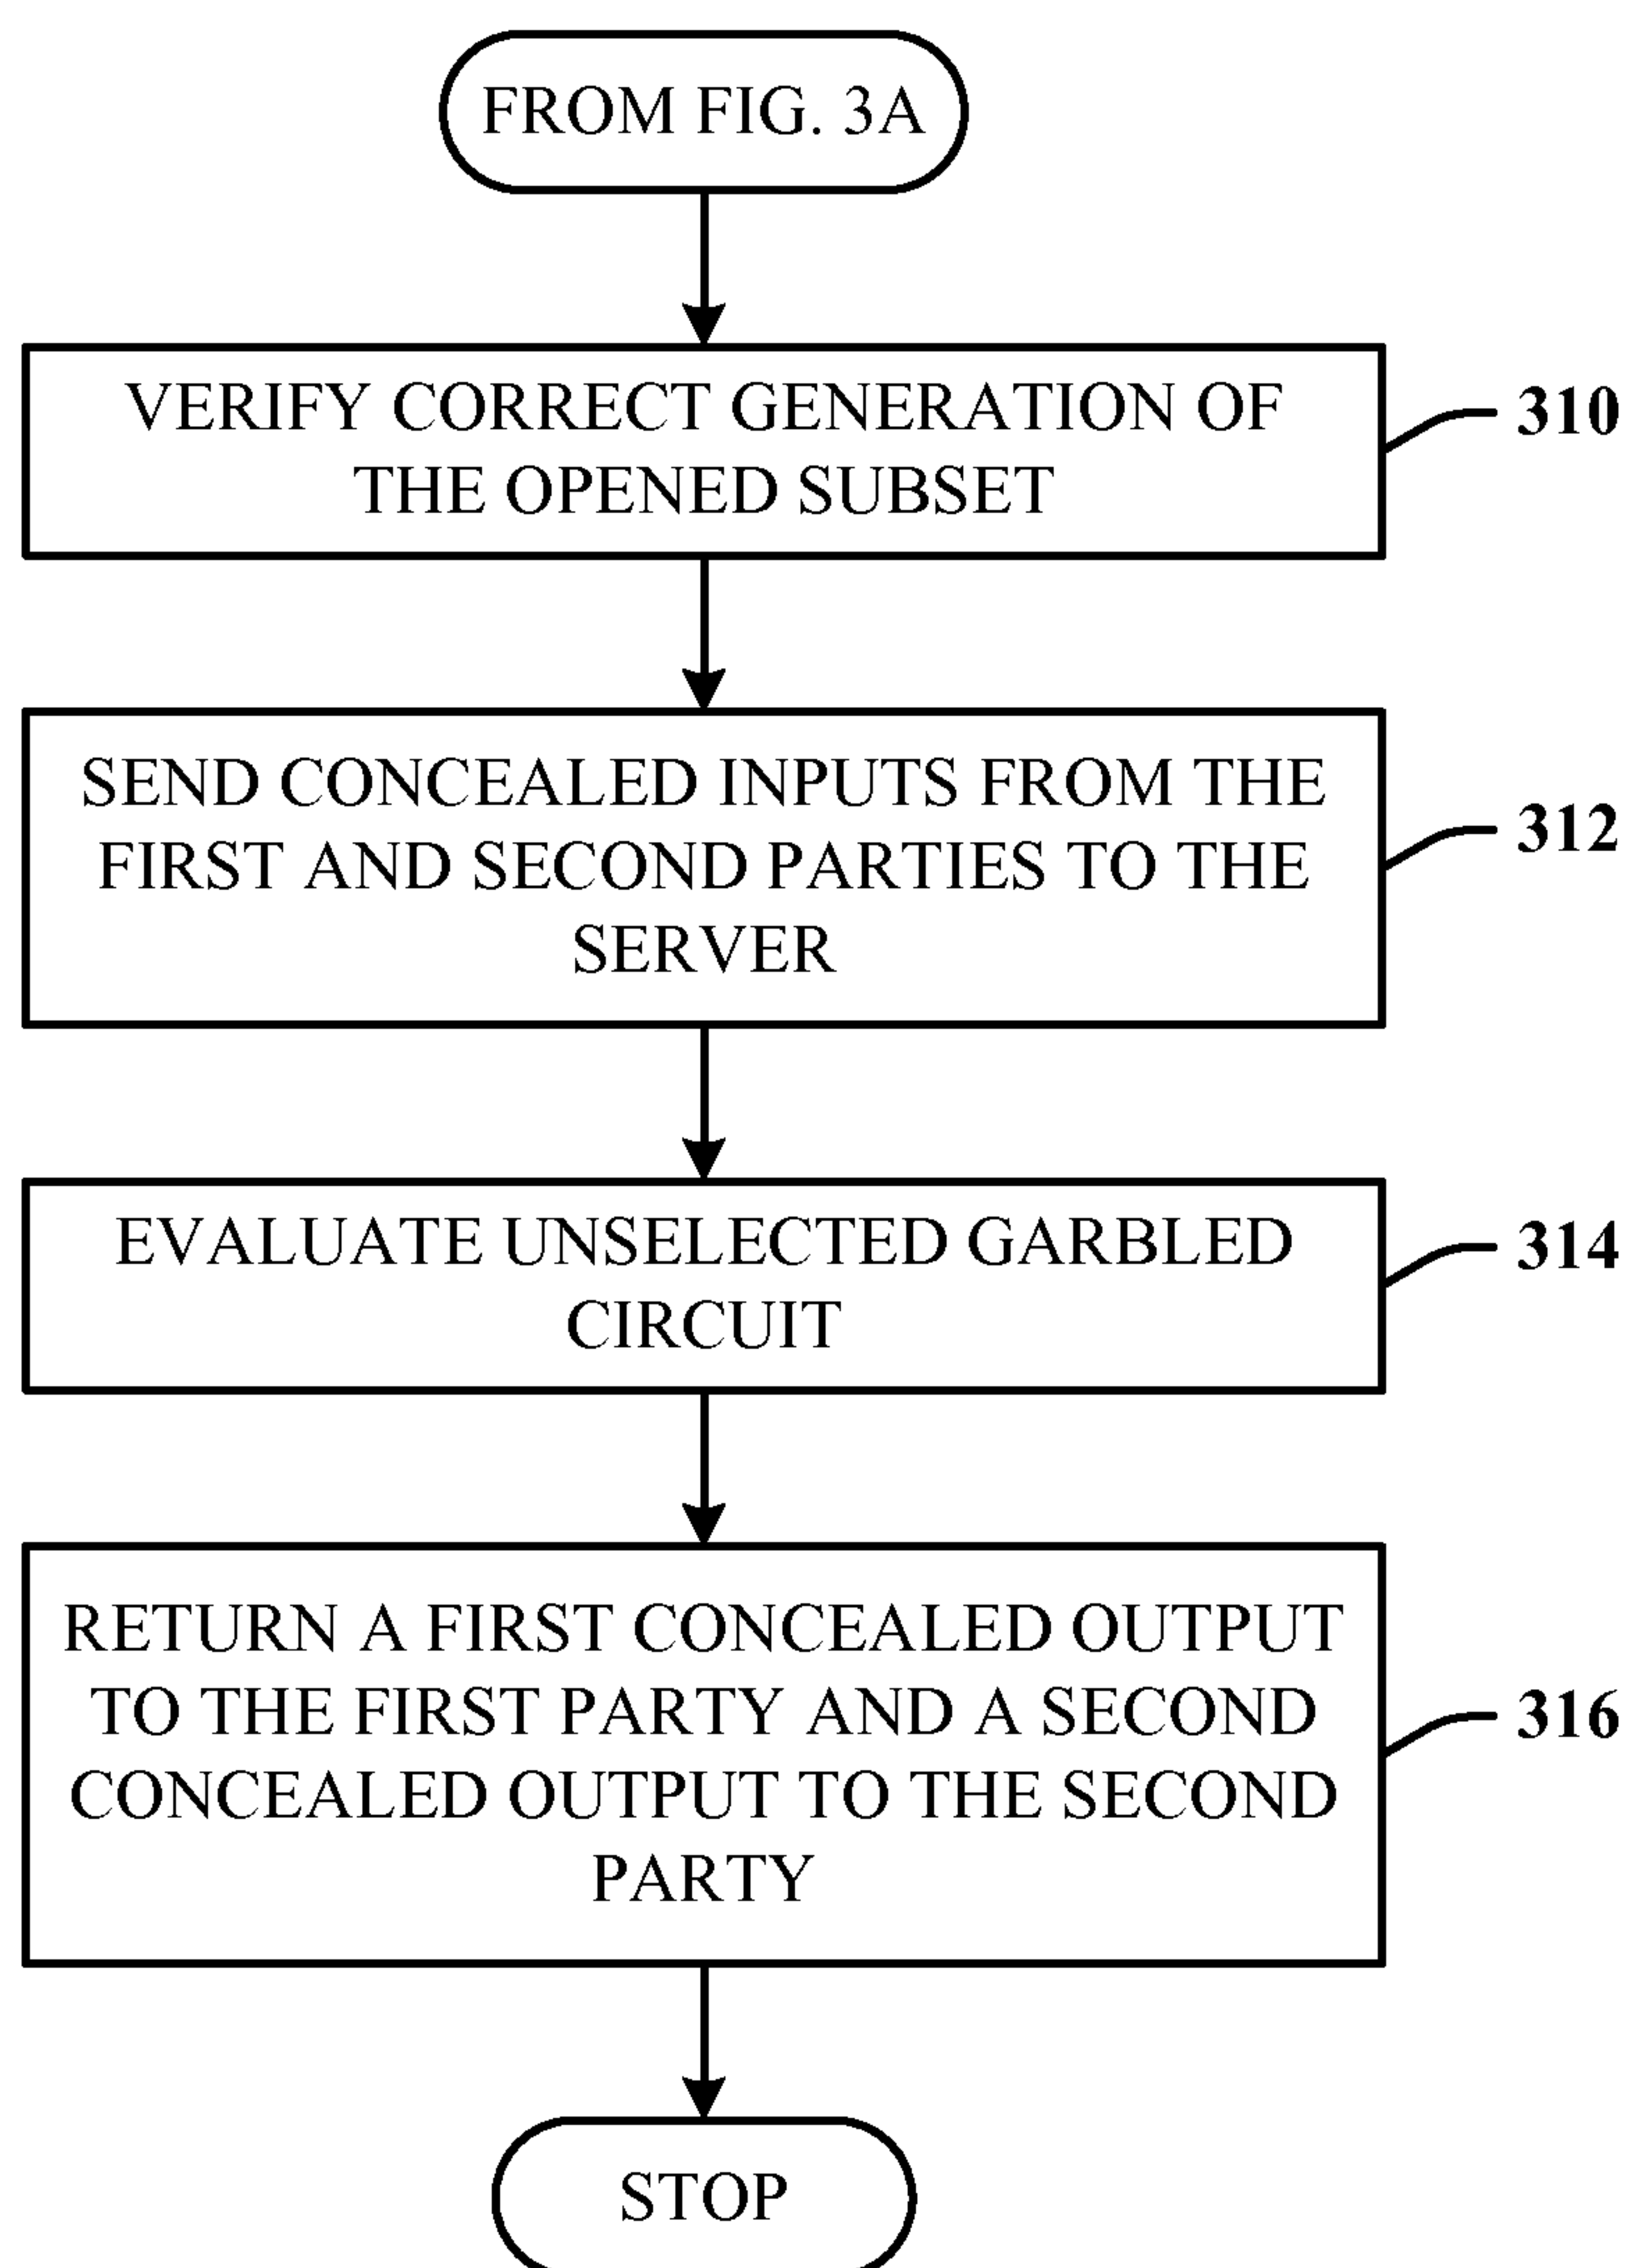 FROM FIG. 3A
VERIFY CORRECT GENERATION OF
THE OPENED SUBSET
310
SEND CONCEALED INPUTS FROM THE
FIRST AND SECOND PARTIES TO THE
SERVER
312
EVALUATE UNSELECTED GARBLED
CIRCUIT
314
RETURN A FIRST CONCEALED OUTPUT
TO THE FIRST PARTY AND A SECOND
CONCEALED OUTPUT TO THE SECOND
PARTY
316
STOP